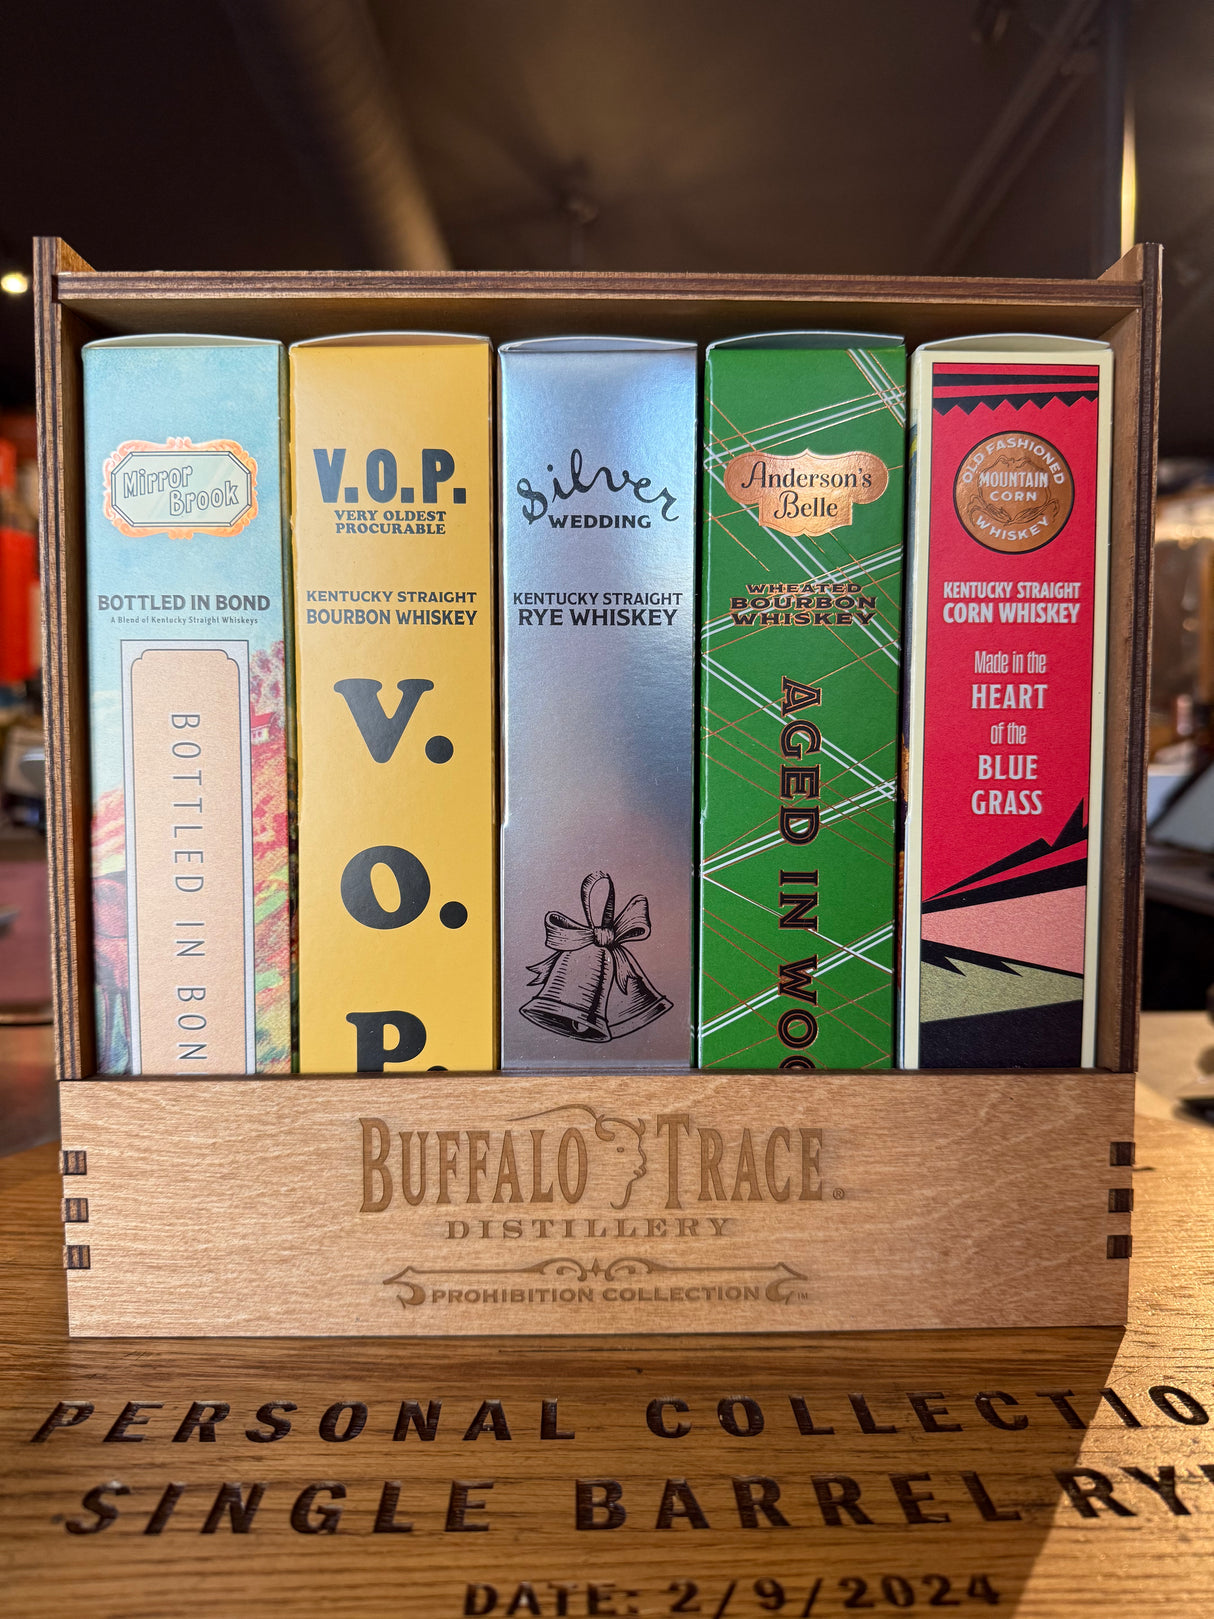 Mirror
Brook
BOTTLED IN BOND
A Blend of Kentucky Straight Whiskeys
BOTTLED IN BON
V.O.P.
VERY OLDEST
PROCURABLE
KENTUCKY STRAIGHT
BOURBON WHISKEY
V.
O.
P.
Silver
WEDDING
KENTUCKY STRAIGHT
RYE WHISKEY
Anderson's
Belle
WHEATED
BOURBON
WHISKEY
AGED IN WOO
OLD FASHIONED
MOUNTAIN
CORN
WHISKEY
KENTUCKY STRAIGHT
CORN WHISKEY
Made in the
HEART
of the
BLUE
GRASS
BUFFALO TRACE®
DISTILLERY
PROHIBITION COLLECTION™
PERSONAL COLLECTIO
SINGLE BARREL RY
DATE: 2/9/2024